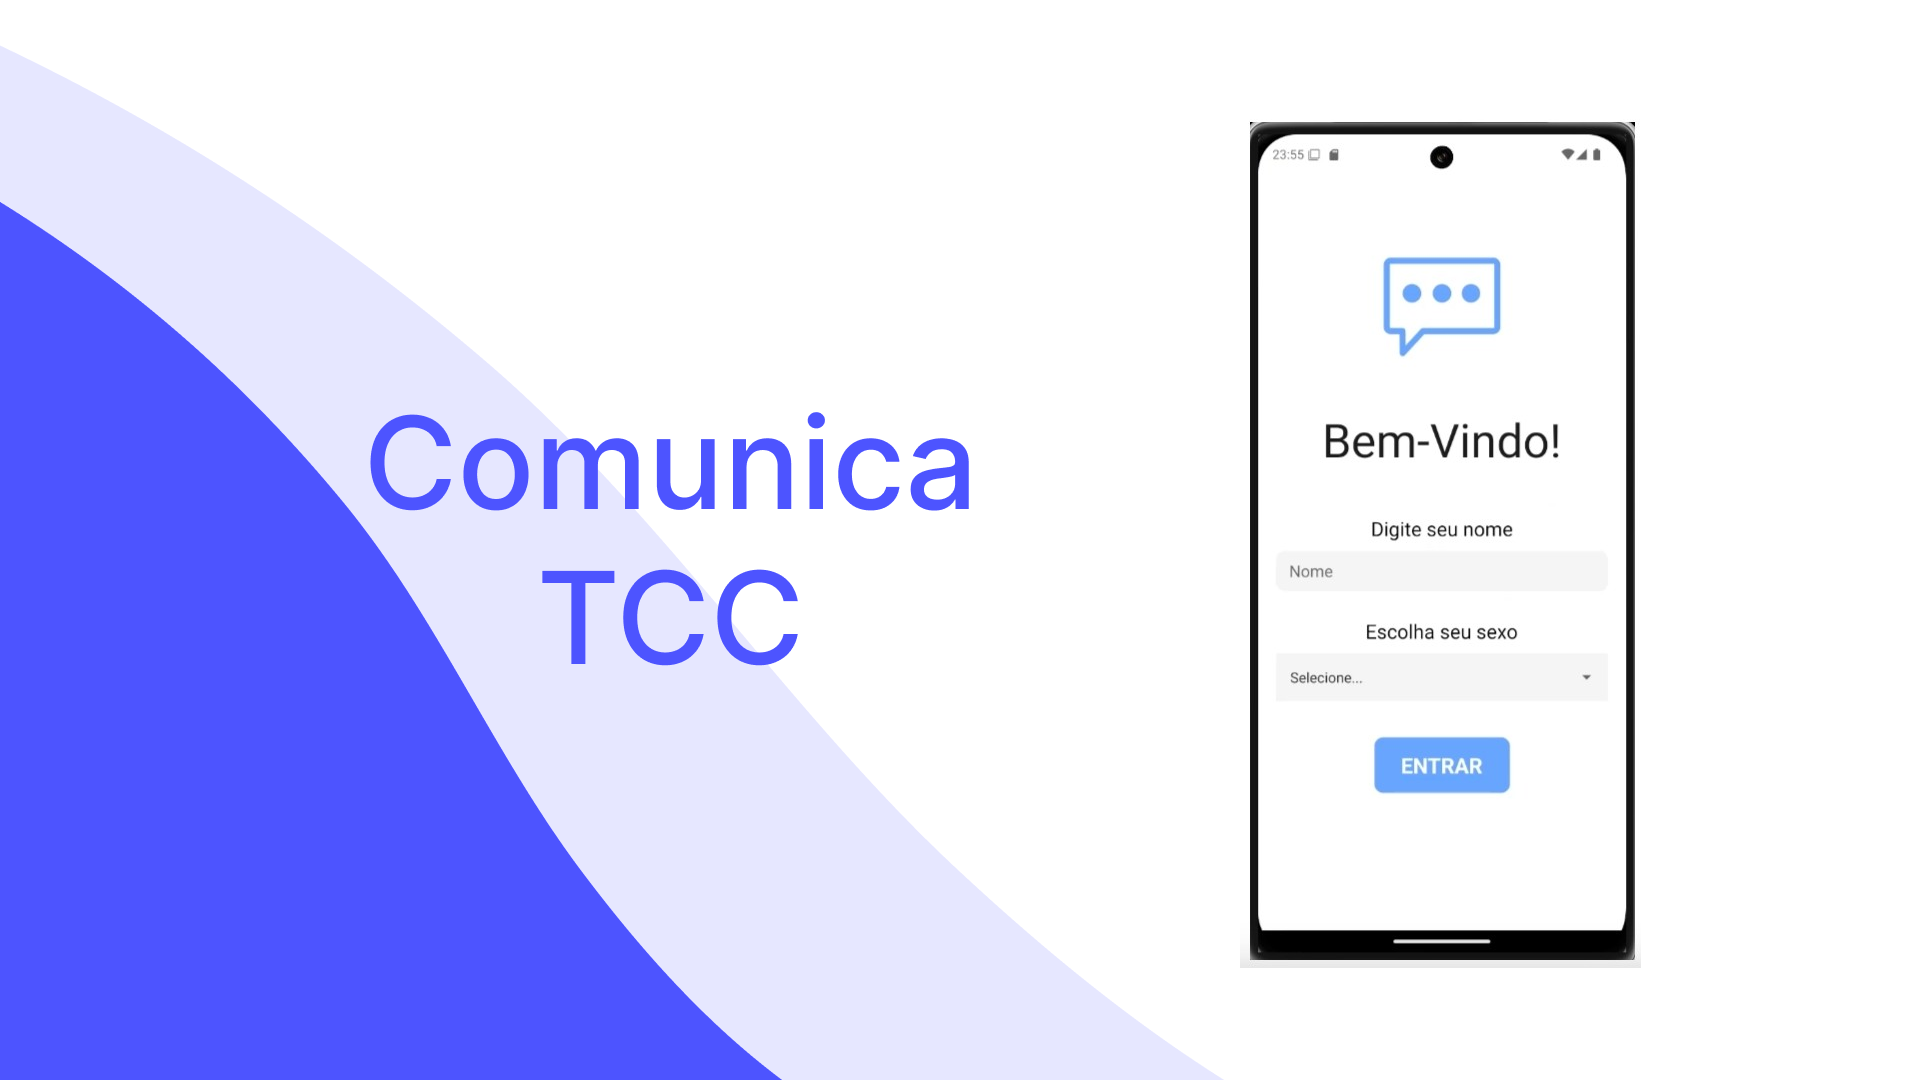 Comunica
TCC
23:55
Bem-Vindo!
Digite seu nome
Nome
Escolha seu sexo
Selecione...
ENTRAR